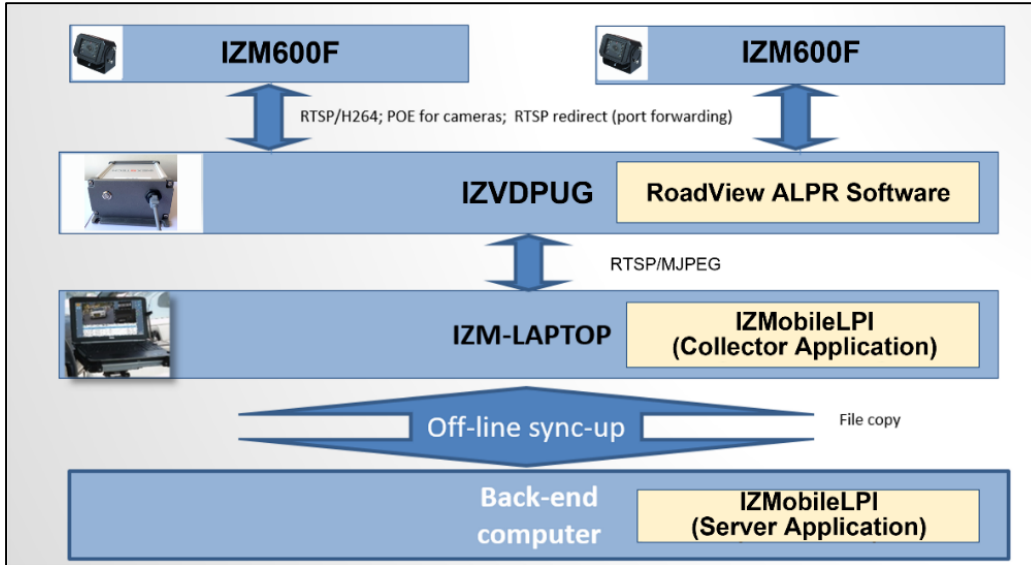 IZM600F
IZM600F
RTSP/H264; POE for cameras; RTSP redirect (port forwarding)
IZVDPUG
RoadView ALPR Software
RTSP/MJPEG
IZM-LAPTOP
IZMobileLPI
(Collector Application)
Off-line sync-up
File copy
Back-end
computer
IZMobileLPI
(Server Application)